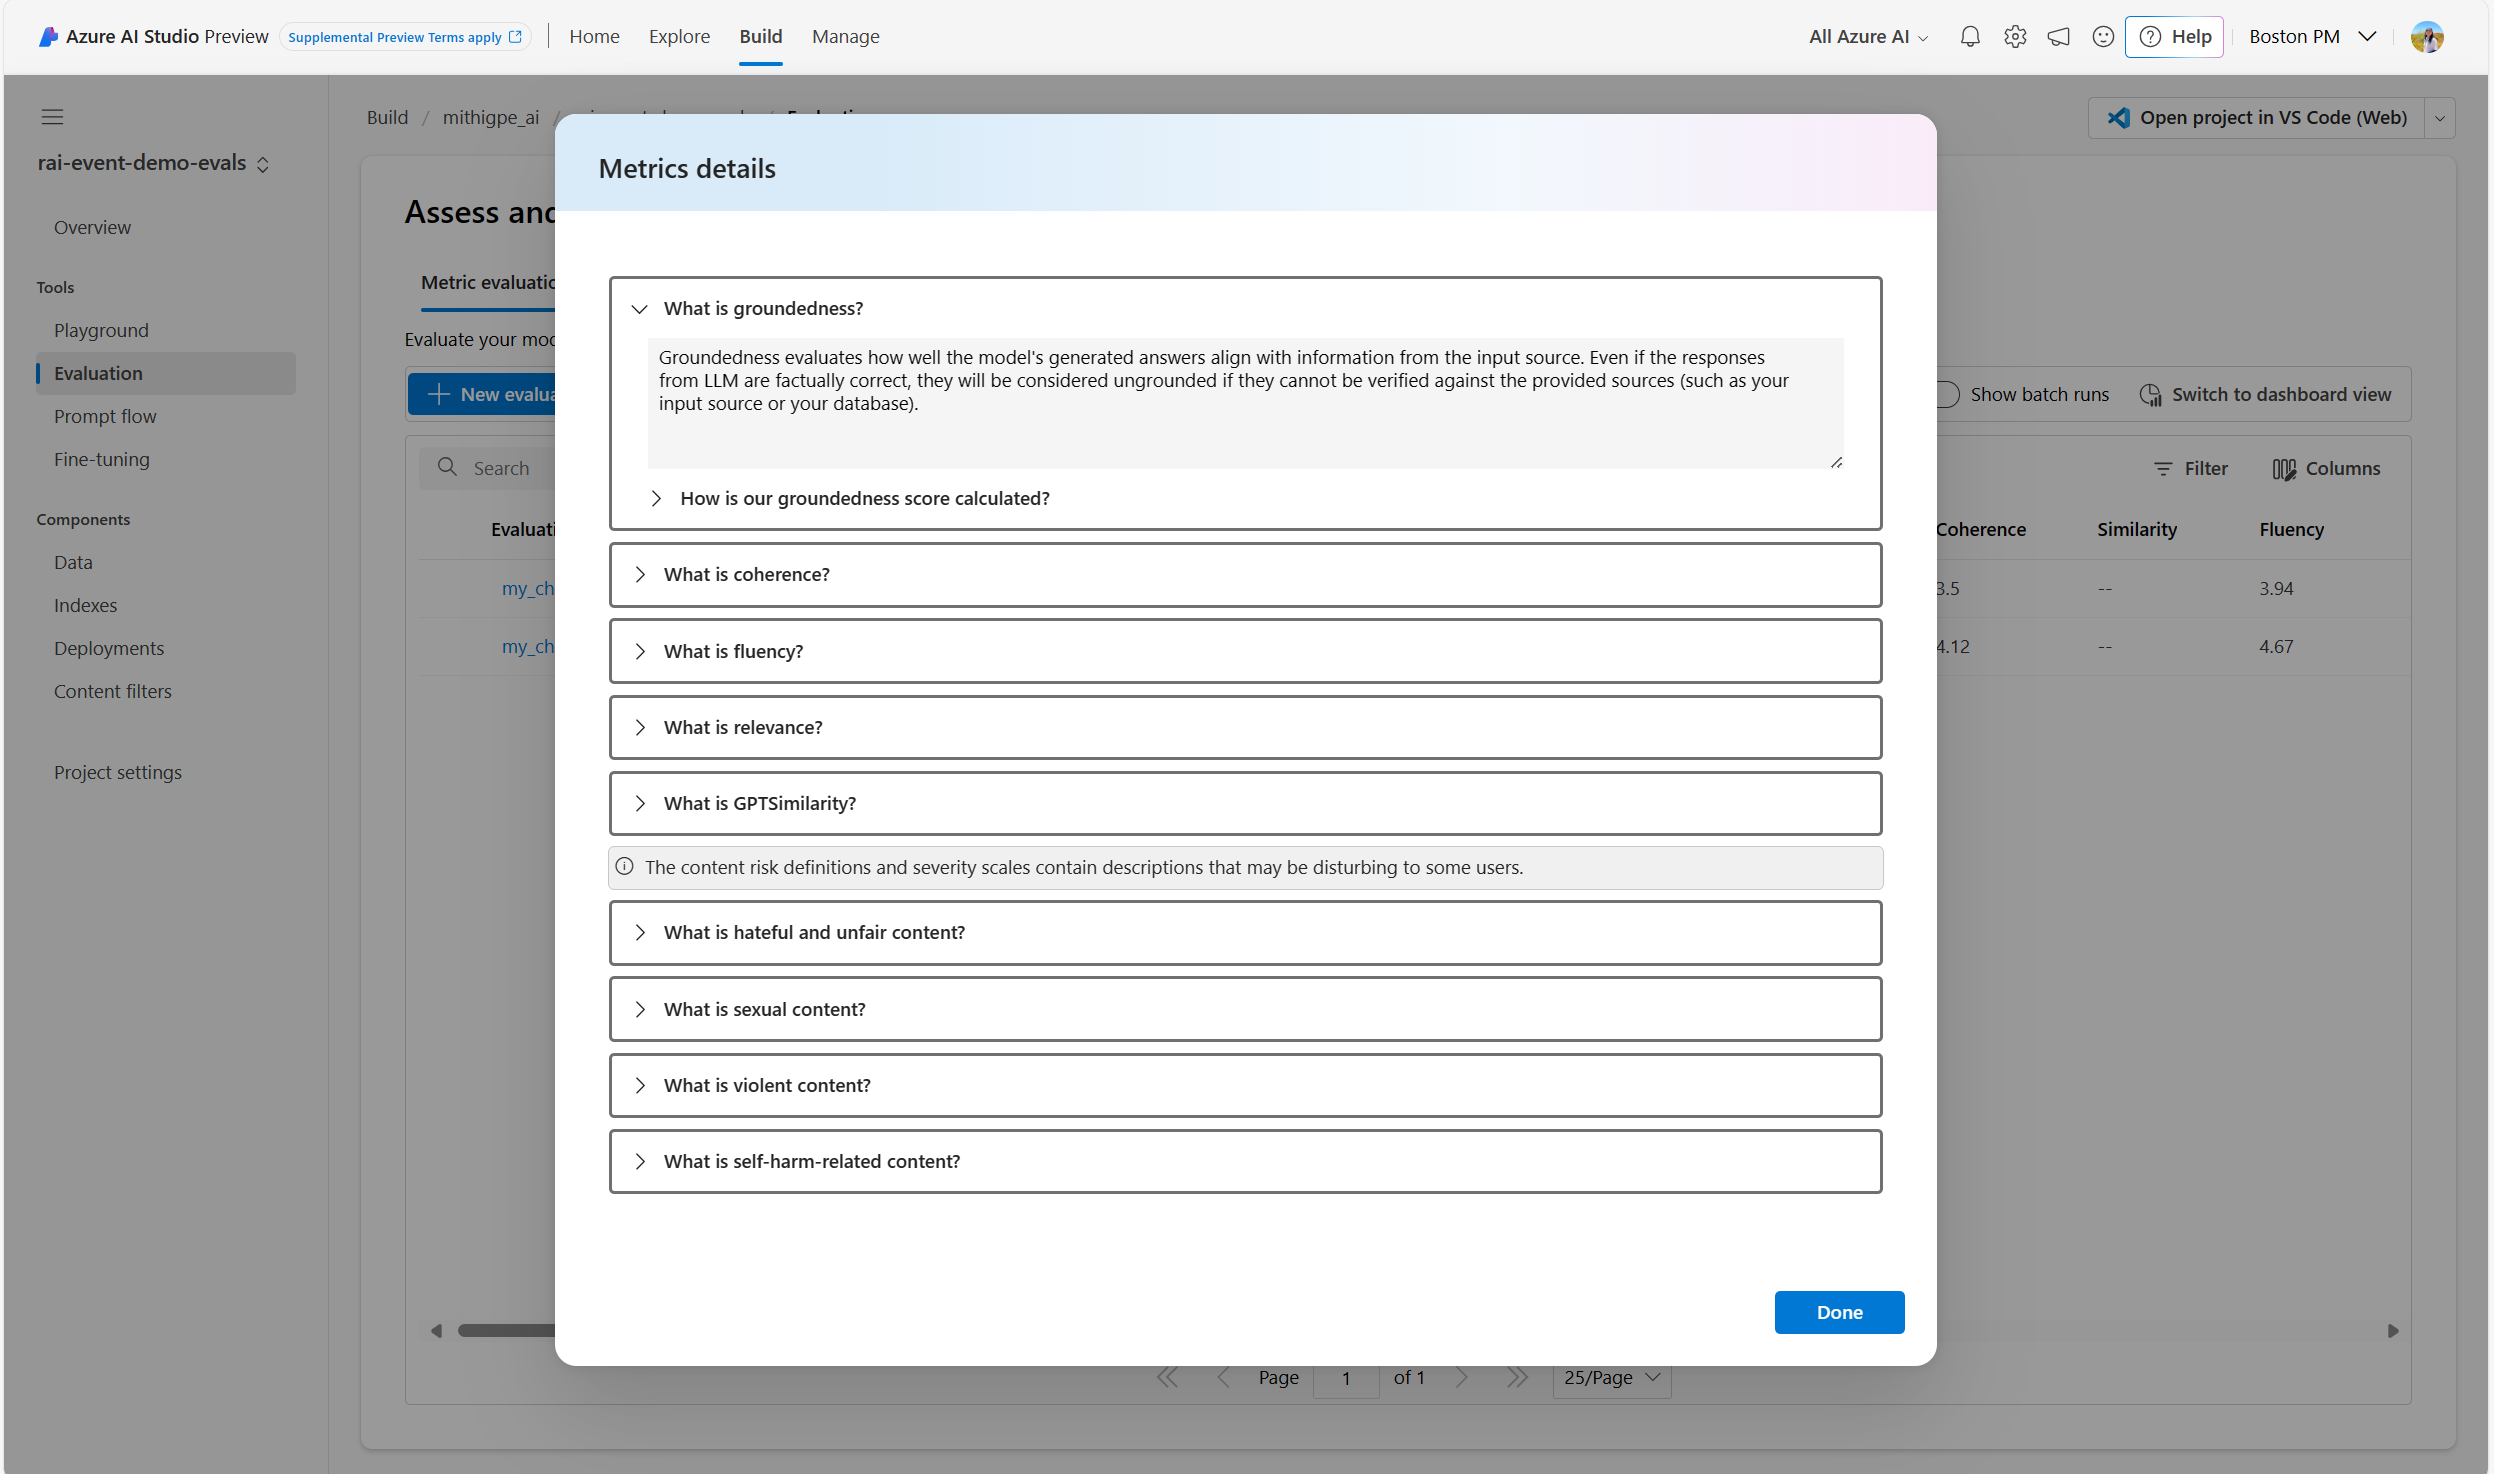 Azure AI Studio Preview
Supplemental Preview Terms apply
Home
Explore
Build
Manage
All Azure AI
Help
Boston PM
rai-event-demo-evals
Overview
Tools
Playground
Evaluation
Prompt flow
Fine-tuning
Components
Data
Indexes
Deployments
Content filters
Project settings
Build / mithigpe_ai /
Open project in VS Code (Web)
Assess and
Metric evaluatio
Evaluate your mod
New evalua
Show batch runs
Switch to dashboard view
Search
Filter
Columns
Evaluati
Coherence
Similarity
Fluency
my_ch
3.5
--
3.94
my_ch
4.12
--
4.67
Page 1 of 1
25/Page
Metrics details
What is groundedness?
Groundedness evaluates how well the model's generated answers align with information from the input source. Even if the responses
from LLM are factually correct, they will be considered ungrounded if they cannot be verified against the provided sources (such as your
input source or your database).
How is our groundedness score calculated?
What is coherence?
What is fluency?
What is relevance?
What is GPTSimilarity?
The content risk definitions and severity scales contain descriptions that may be disturbing to some users.
What is hateful and unfair content?
What is sexual content?
What is violent content?
What is self-harm-related content?
Done